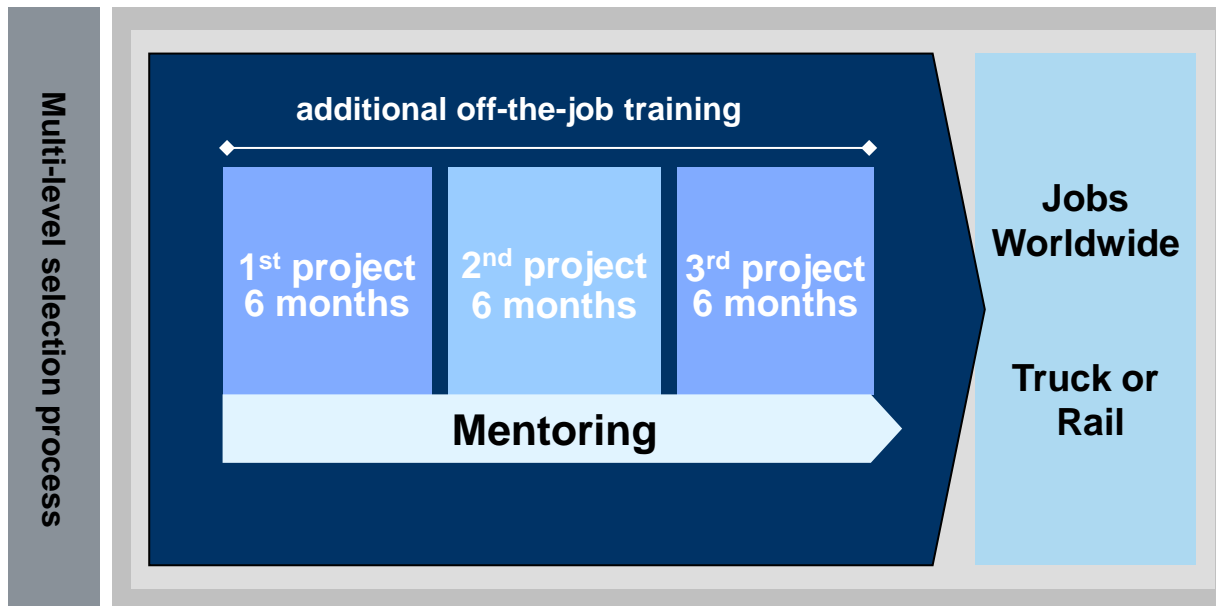 Multi-level selection process
additional off-the-job training
1st project
6 months
2nd project
6 months
3rd project
6 months
Mentoring
Jobs
Worldwide
Truck or
Rail